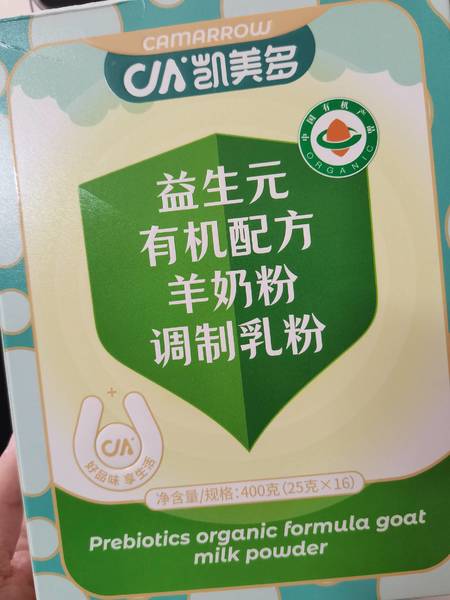 CAMARROW
CA 凯美多
中国有机产品
ORGANIC
益生元
有机配方
羊奶粉
调制乳粉
CA
好品味 享生活
净含量/规格:400克(25克×16)
Prebiotics organic formula goat
milk powder